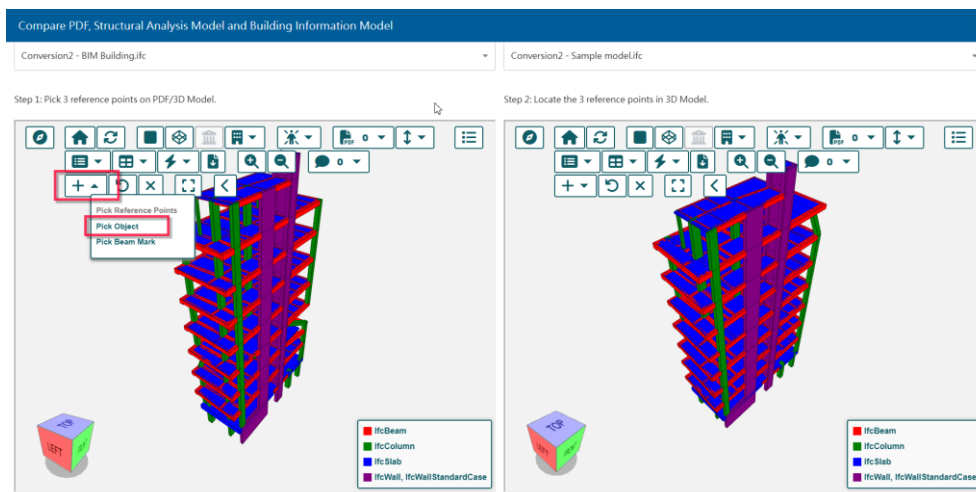 Compare PDF, Structural Analysis Model and Building Information Model
Conversion2 - BIM Building.ifc
Conversion2 - Sample model.ifc
Step 1: Pick 3 reference points on PDF/3D Model.
Step 2: Locate the 3 reference points in 3D Model.
PDF 0
0
Pick Reference Points
Pick Object
Pick Beam Mark
TOP
LEFT
IfcBeam
IfcColumn
IfcSlab
IfcWall, IfcWallStandardCase
PDF 0
0
TOP
LEFT
FRONT
IfcBeam
IfcColumn
IfcSlab
IfcWall, IfcWallStandardCase